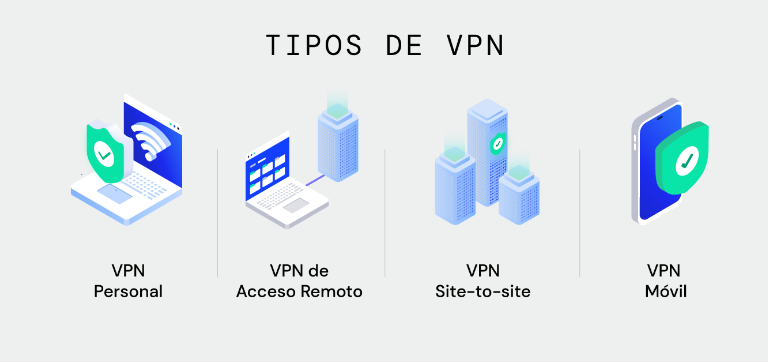 TIPOS DE VPN
VPN
Personal
VPN de
Acceso Remoto
VPN
Site-to-site
VPN
Móvil